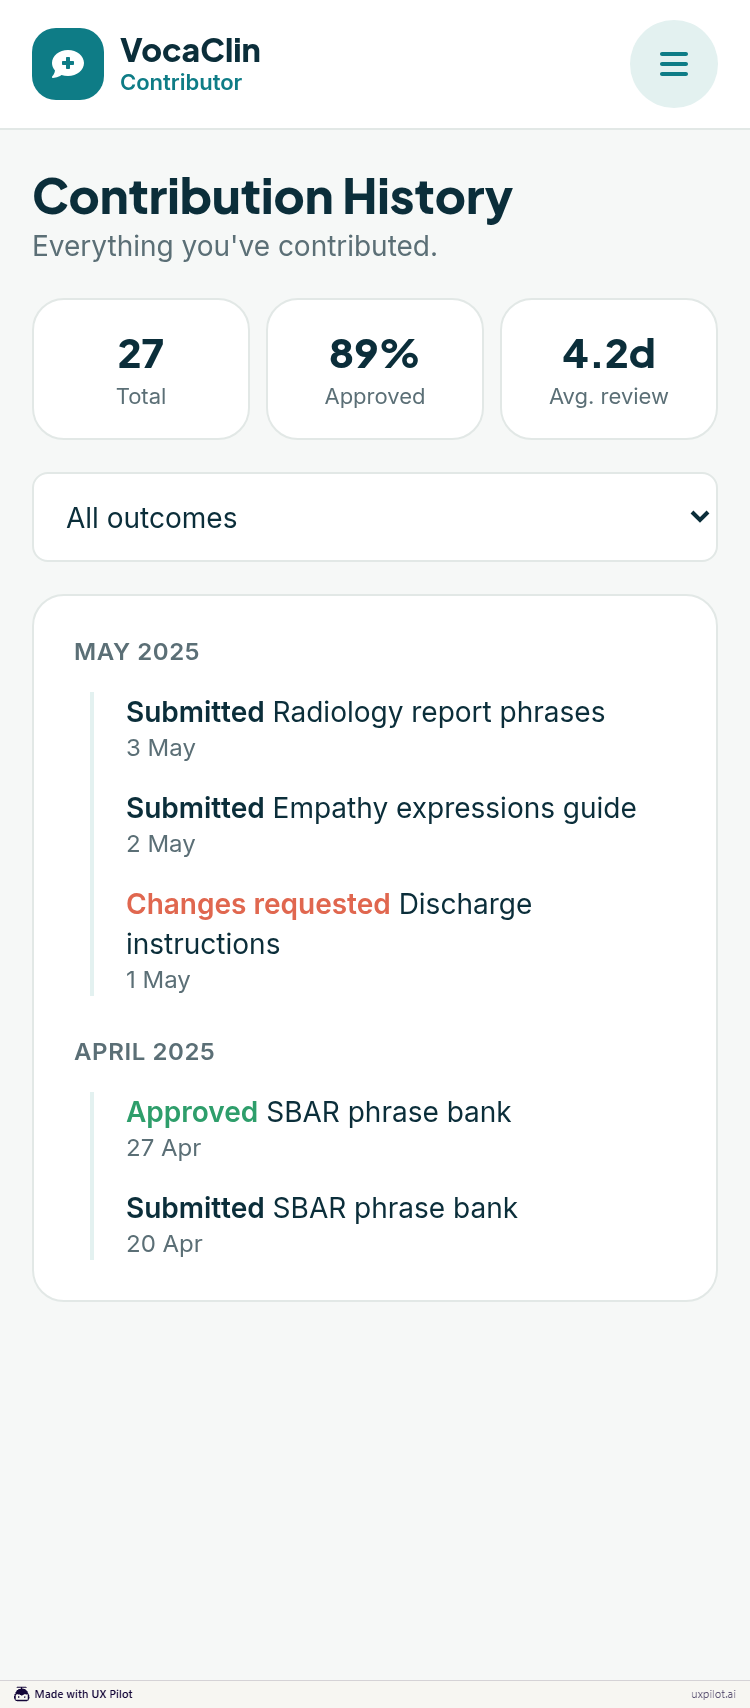 VocaClin
Contributor
Contribution History
Everything you've contributed.
27
Total
89%
Approved
4.2d
Avg. review
All outcomes
MAY 2025
Submitted Radiology report phrases
3 May
Submitted Empathy expressions guide
2 May
Changes requested Discharge
instructions
1 May
APRIL 2025
Approved SBAR phrase bank
27 Apr
Submitted SBAR phrase bank
20 Apr
Made with UX Pilot
uxpilot.ai